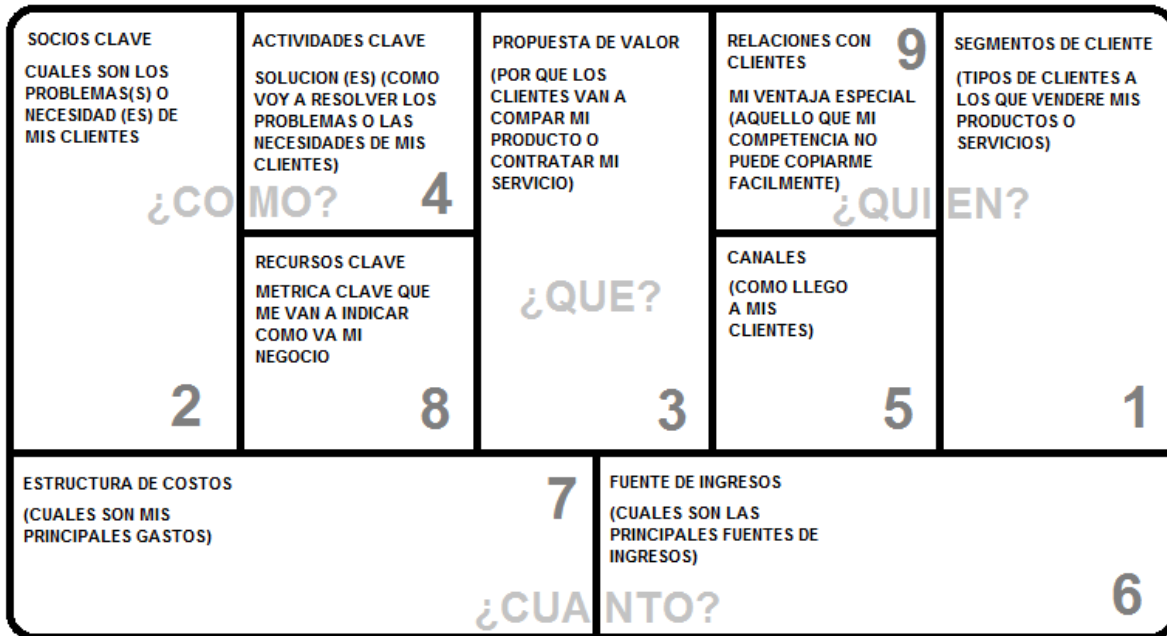 SOCIOS CLAVE
CUALES SON LOS
PROBLEMAS(S) O
NECESIDAD (ES) DE
MIS CLIENTES
2
ACTIVIDADES CLAVE
SOLUCION (ES) (COMO
VOY A RESOLVER LOS
PROBLEMAS O LAS
NECESIDADES DE MIS
CLIENTES)
4
¿COMO?
RECURSOS CLAVE
METRICA CLAVE QUE
ME VAN A INDICAR
COMO VA MI
NEGOCIO
8
PROPUESTA DE VALOR
(POR QUE LOS
CLIENTES VAN A
COMPAR MI
PRODUCTO O
CONTRATAR MI
SERVICIO)
¿QUE?
3
RELACIONES CON
CLIENTES
9
MI VENTAJA ESPECIAL
(AQUELLO QUE MI
COMPETENCIA NO
PUEDE COPIARME
FACILMENTE)
¿QUIEN?
CANALES
(COMO LLEGO
A MIS
CLIENTES)
5
SEGMENTOS DE CLIENTE
(TIPOS DE CLIENTES A
LOS QUE VENDERE MIS
PRODUCTOS O
SERVICIOS)
1
ESTRUCTURA DE COSTOS
(CUALES SON MIS
PRINCIPALES GASTOS)
7
¿CUANTO?
FUENTE DE INGRESOS
(CUALES SON LAS
PRINCIPALES FUENTES DE
INGRESOS)
6